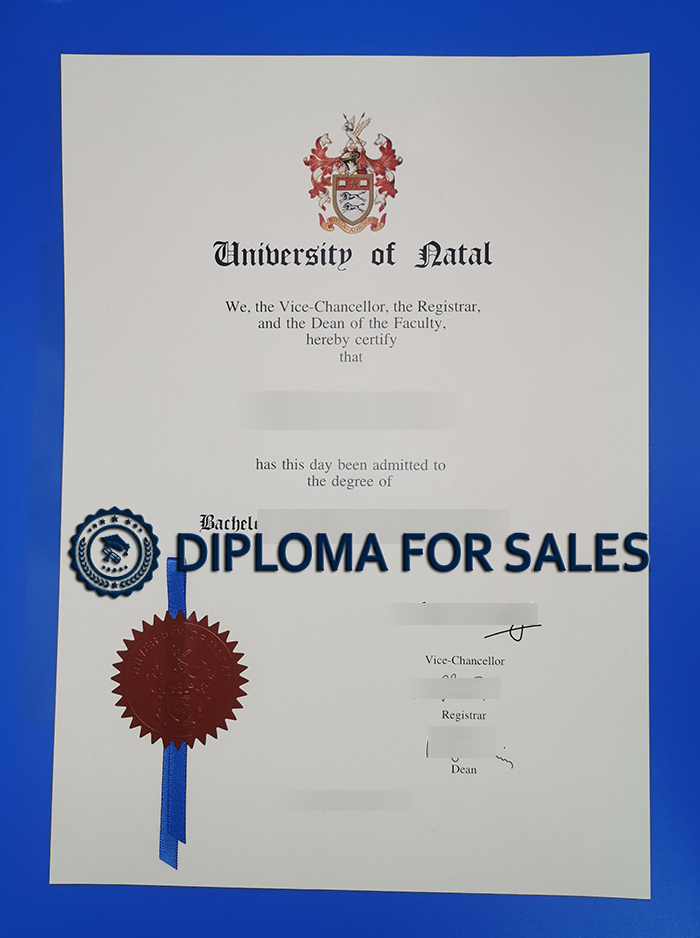 University of Natal
We, the Vice-Chancellor, the Registrar,
and the Dean of the Faculty,
hereby certify
that
has this day been admitted to
the degree of
DIPLOMA FOR SALES
Vice-Chancellor
Registrar
Dean